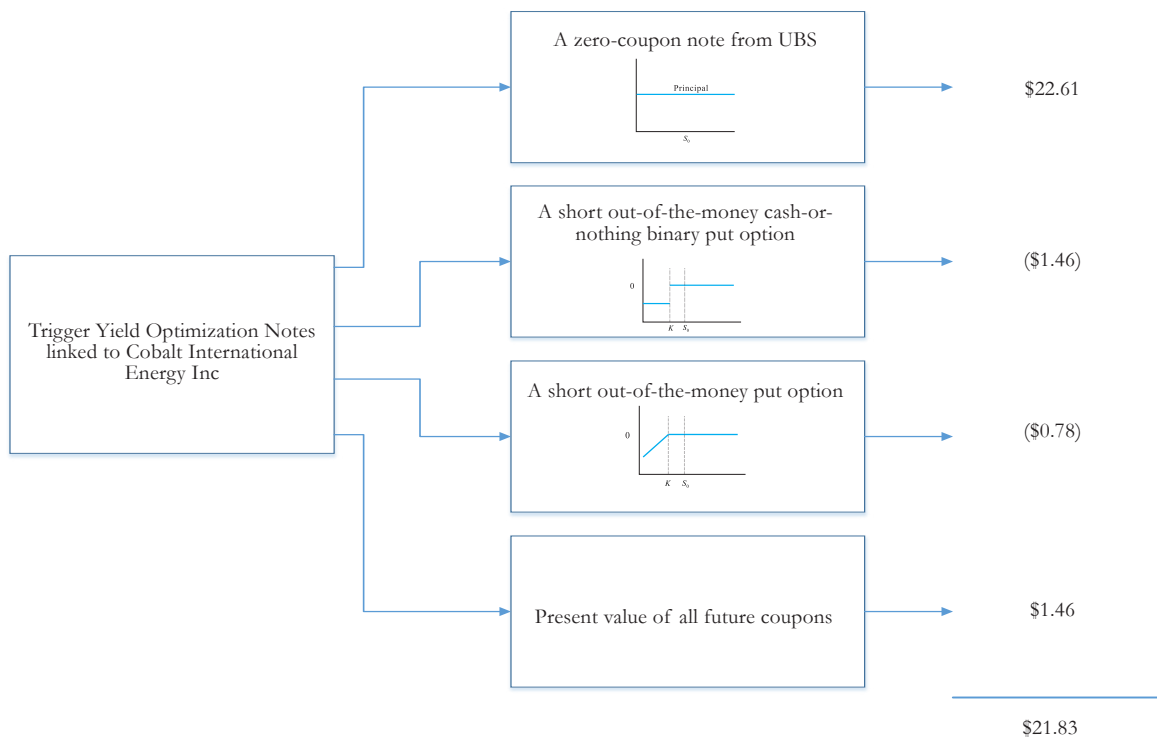 A zero-coupon note from UBS
Principal
S₀
$22.61
A short out-of-the-money cash-or-
nothing binary put option
0
K
S₀
($1.46)
Trigger Yield Optimization Notes
linked to Cobalt International
Energy Inc
A short out-of-the-money put option
0
K
S₀
($0.78)
Present value of all future coupons
$1.46
$21.83